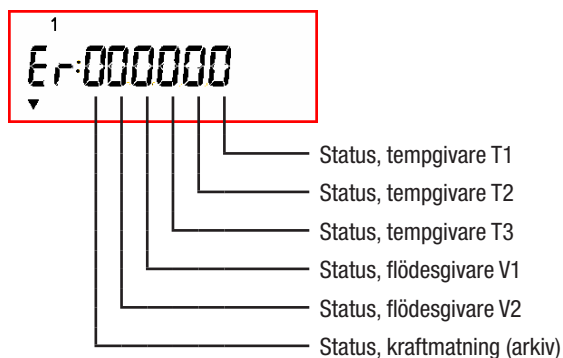 1
Er:000000
Status, tempgivare T1
Status, tempgivare T2
Status, tempgivare T3
Status, flödesgivare V1
Status, flödesgivare V2
Status, kraftmatning (arkiv)